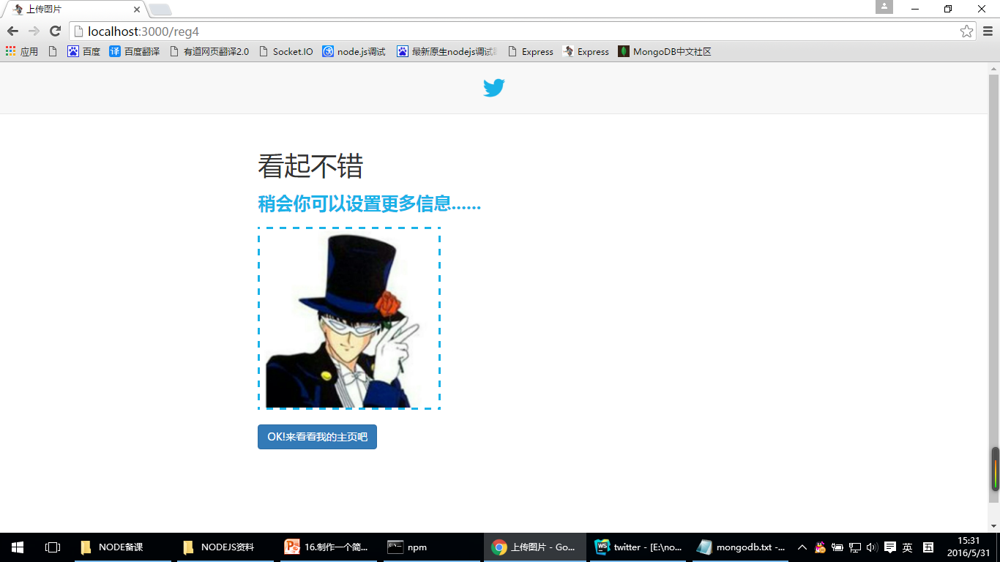 上传图片
localhost:3000/reg4
应用 百度 百度翻译 有道网页翻译2.0 Socket.IO node.js调试 最新原生nodejs调试 Express Express MongoDB中文社区
看起不错
稍会你可以设置更多信息......
OK!来看看我的主页吧
NODE备课 NODEJS资料 16.制作一个简... npm 上传图片 - Go... twitter - [E:\no... mongodb.txt -... 英 五 15:31
2016/5/31